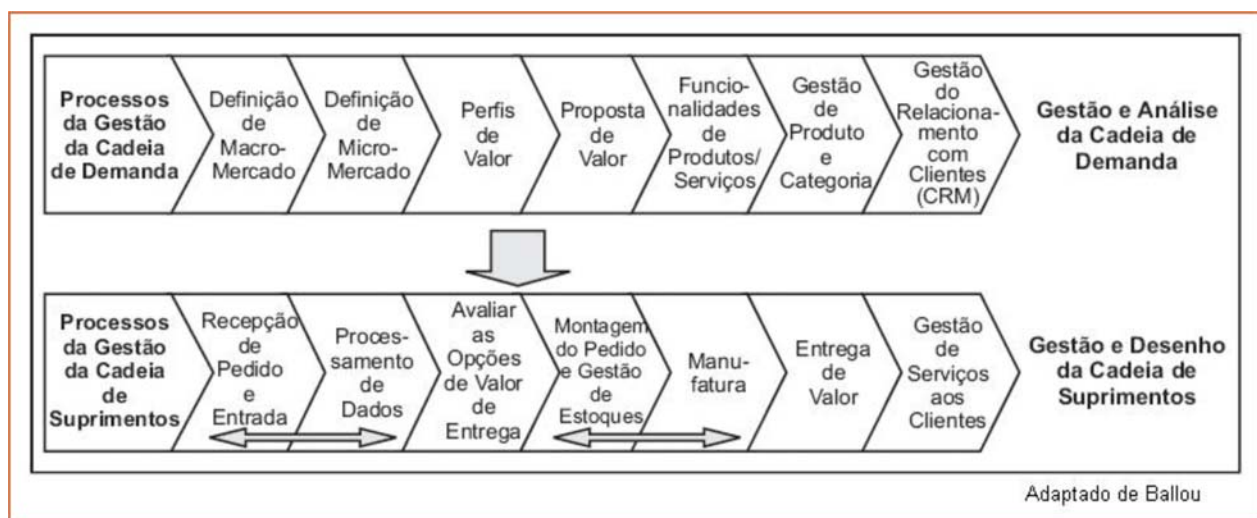 Processos
da Gestão
da Cadeia
de Demanda
Definição
de
Macro-
Mercado
Definição
de
Micro-
Mercado
Perfis
de
Valor
Proposta
de
Valor
Funcio-
nalidades
de
Produtos/
Serviços
Gestão
de
Produto
e
Categoria
Gestão
do
Relaciona-
mento
com
Clientes
(CRM)
Gestão e Análise
da Cadeia de
Demanda
Processos
da Gestão
da Cadeia
de
Suprimentos
Recepção
de
Pedido
e
Entrada
Proces-
samento
de
Dados
Avaliar
as
Opções
de Valor
de
Entrega
Montagem
do Pedido
e Gestão
de
Estoques
Manu-
fatura
Entrega
de
Valor
Gestão
de
Serviços
aos
Clientes
Gestão e Desenho
da Cadeia de
Suprimentos
Adaptado de Ballou